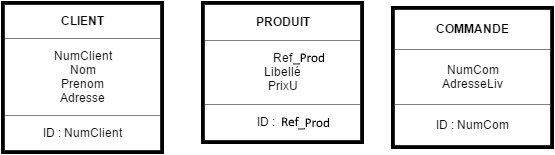 CLIENT
NumClient
Nom
Prenom
Adresse
ID : NumClient
PRODUIT
Ref_Prod
Libellé
PrixU
ID : Ref_Prod
COMMANDE
NumCom
AdresseLiv
ID : NumCom